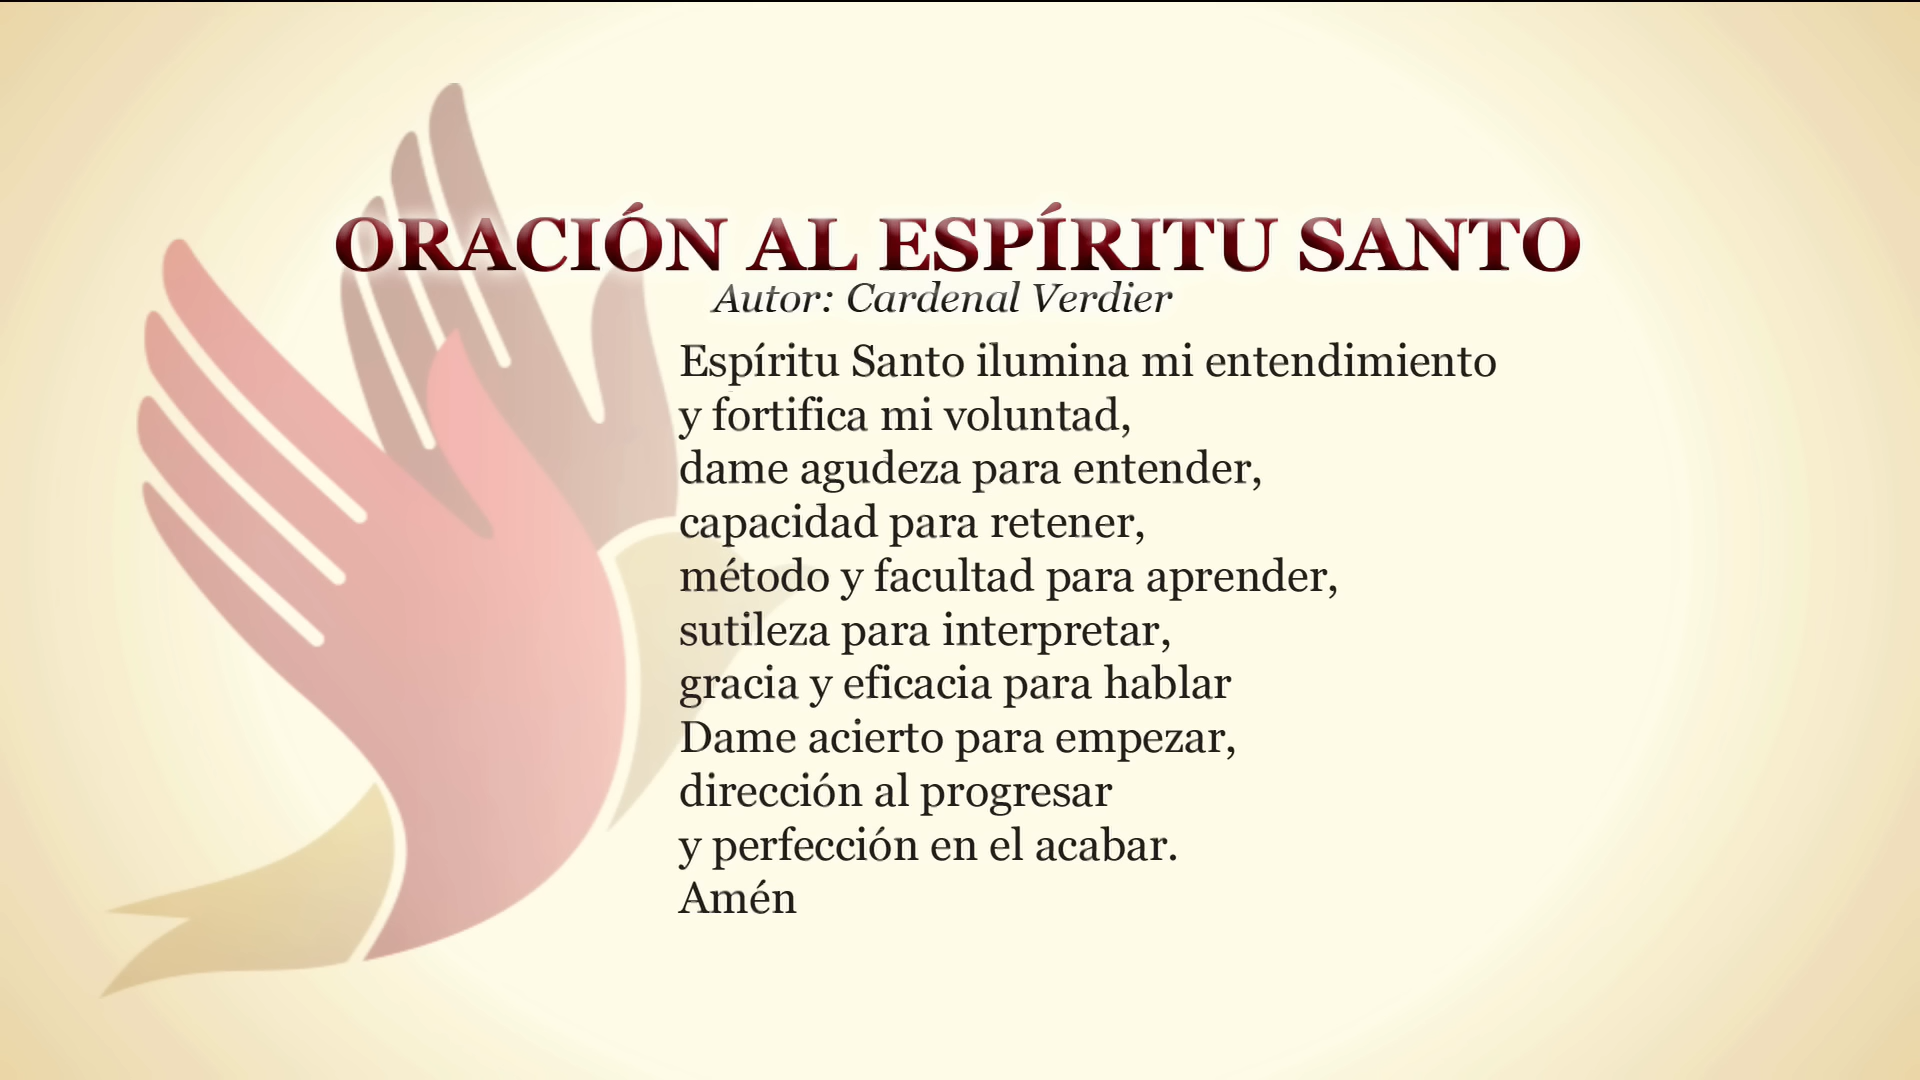 ORACIÓN AL ESPÍRITU SANTO
Autor: Cardenal Verdier
Espíritu Santo ilumina mi entendimiento
y fortifica mi voluntad,
dame agudeza para entender,
capacidad para retener,
método y facultad para aprender,
sutileza para interpretar,
gracia y eficacia para hablar
Dame acierto para empezar,
dirección al progresar
y perfección en el acabar.
Amén